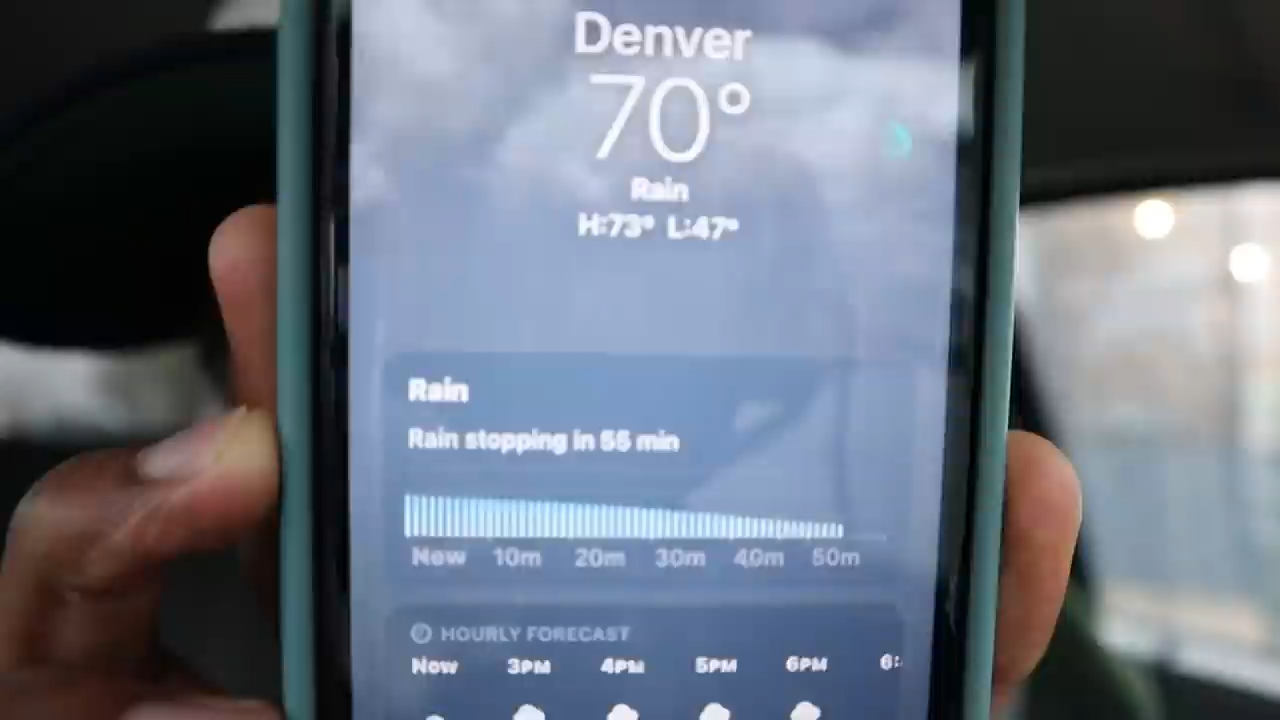 Denver
70°
Rain
H:73° L:47°
Rain
Rain stopping in 55 min
Now 10m 20m 30m 40m 50m
HOURLY FORECAST
Now 3PM 4PM 5PM 6PM